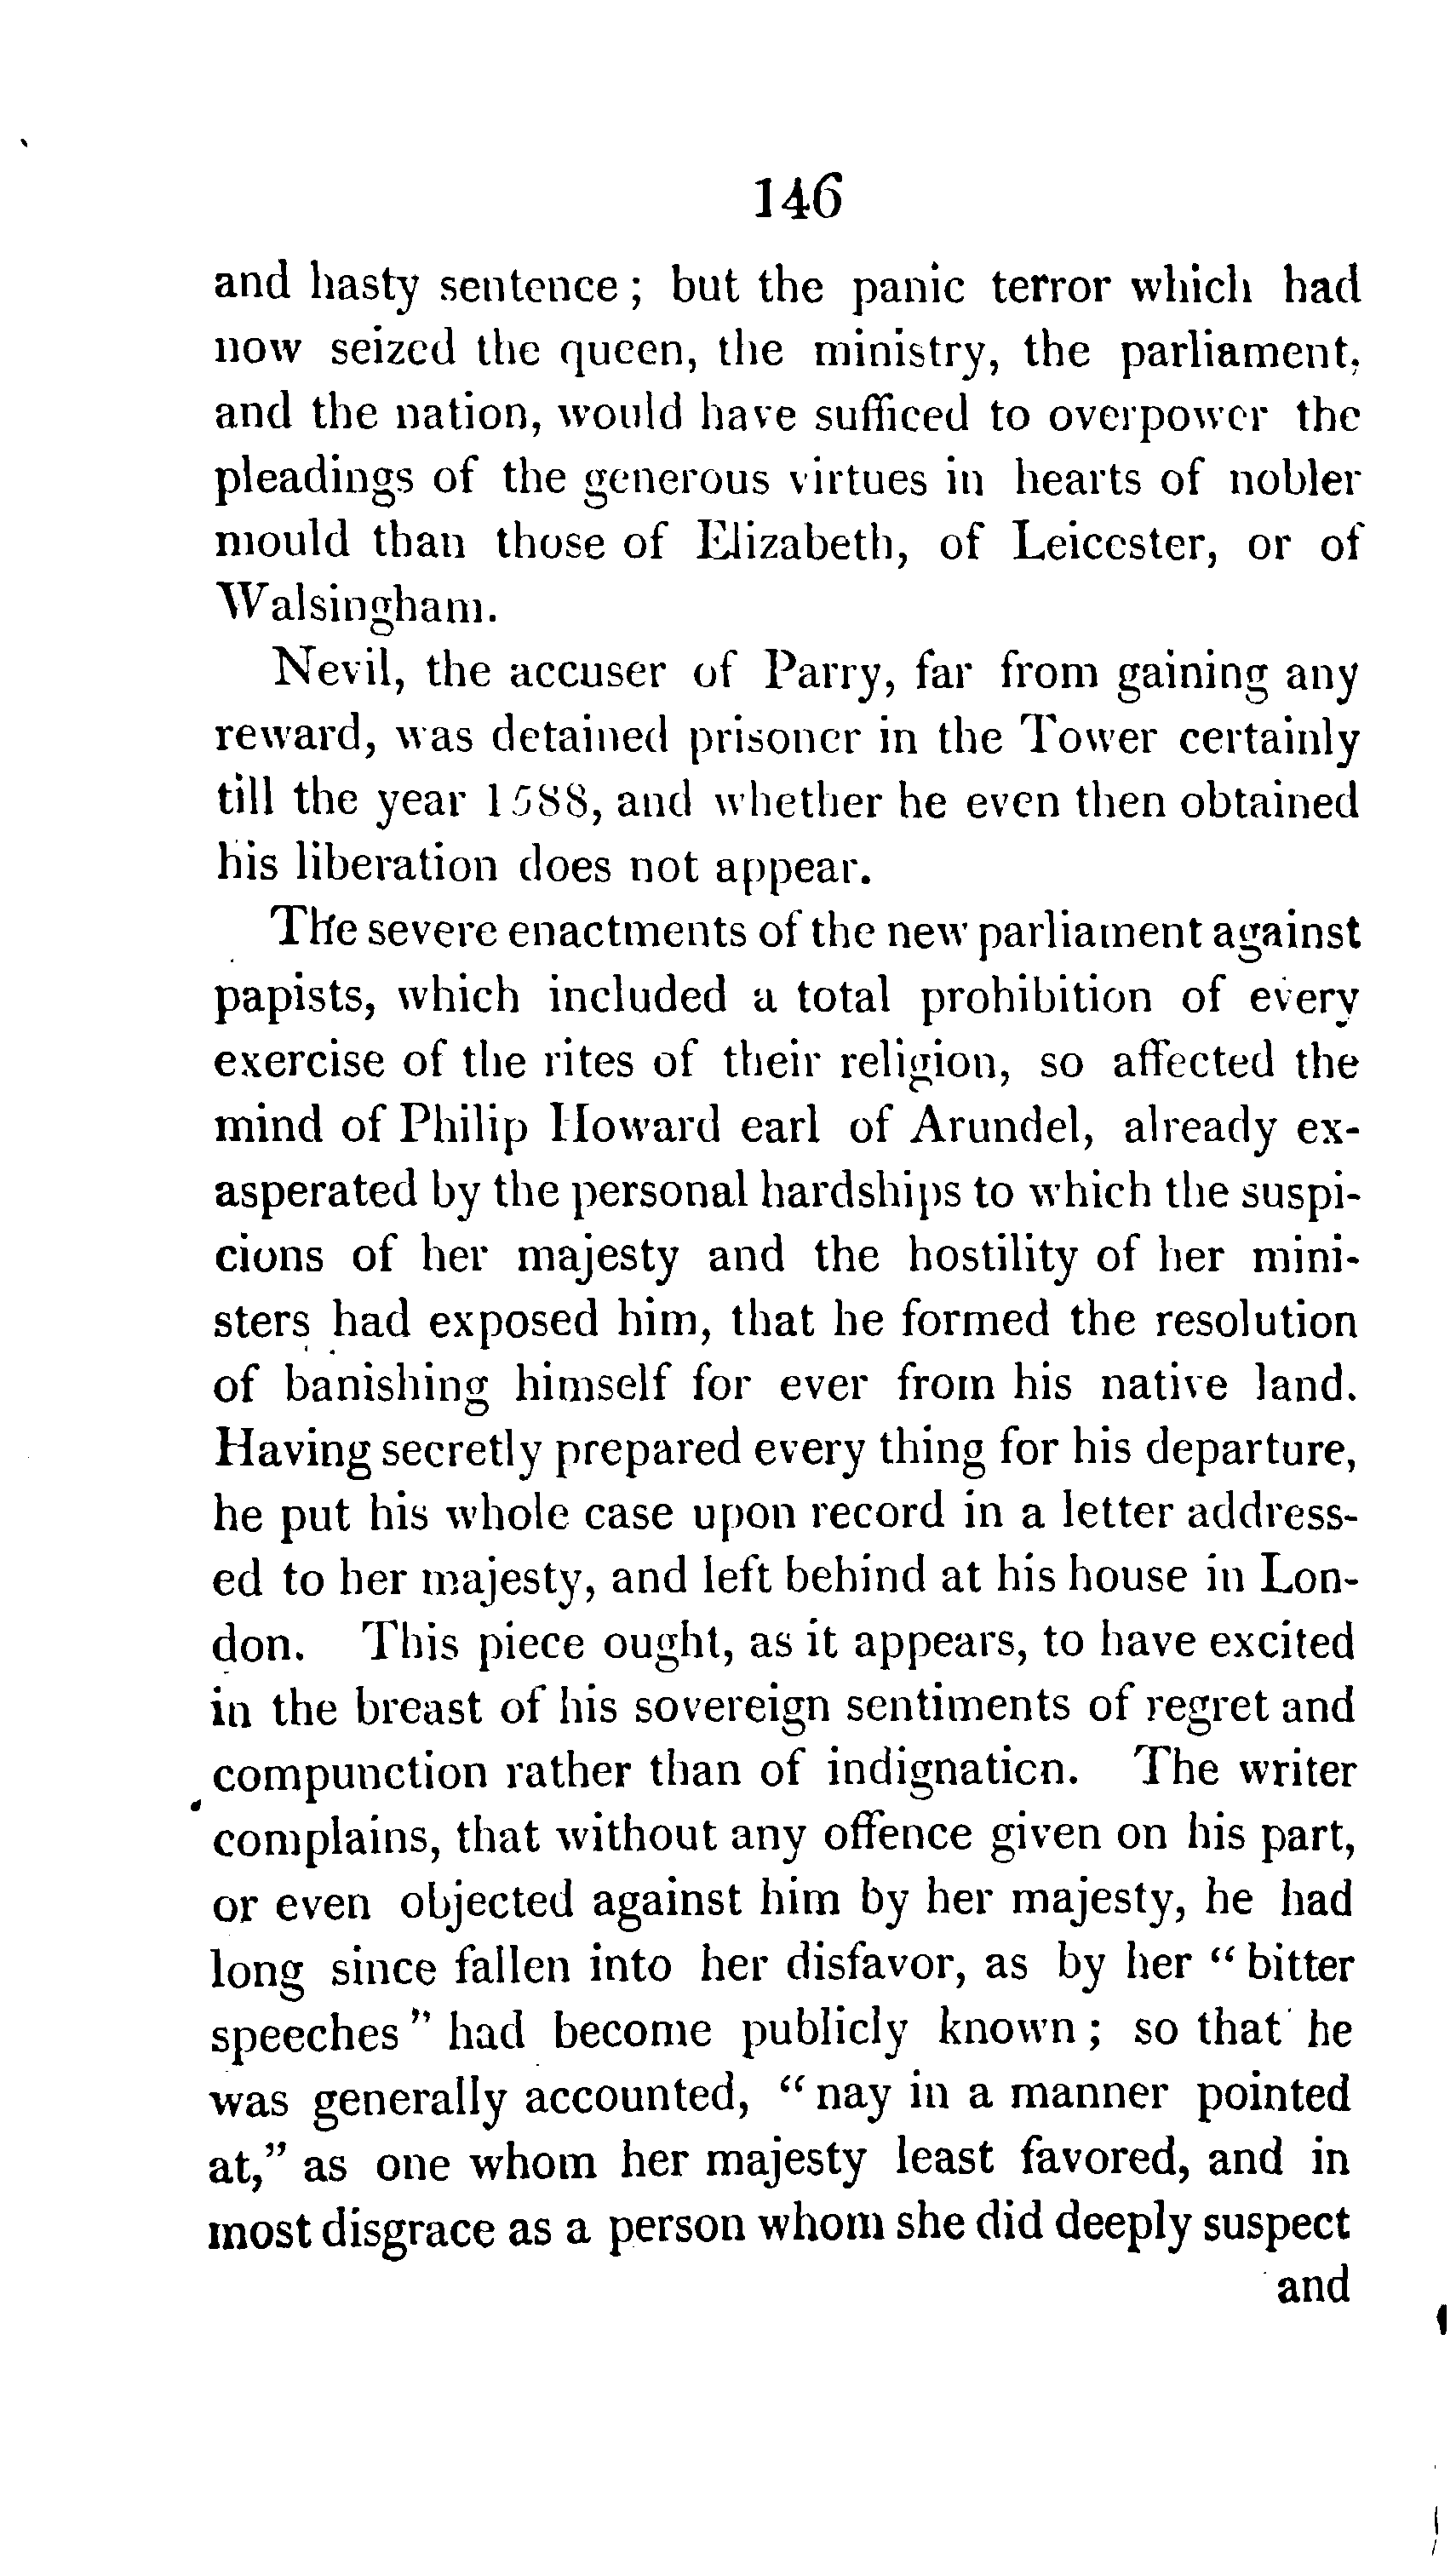 146
and hasty sentence; but the panic terror which had
now seized the queen, the ministry, the parliament,
and the nation, would have sufficed to overpower the
pleadings of the generous virtues in hearts of nobler
mould than those of Elizabeth, of Leicester, or of
Walsingham.
Nevil, the accuser of Parry, far from gaining any
reward, was detained prisoner in the Tower certainly
till the year 1588, and whether he even then obtained
his liberation does not appear.
The severe enactments of the new parliament against
papists, which included a total prohibition of every
exercise of the rites of their religion, so affected the
mind of Philip Howard earl of Arundel, already ex-
asperated by the personal hardships to which the suspi-
cions of her majesty and the hostility of her mini-
sters had exposed him, that he formed the resolution
of banishing himself for ever from his native land.
Having secretly prepared every thing for his departure,
he put his whole case upon record in a letter address-
ed to her majesty, and left behind at his house in Lon-
don. This piece ought, as it appears, to have excited
in the breast of his sovereign sentiments of regret and
compunction rather than of indignation. The writer
complains, that without any offence given on his part,
or even objected against him by her majesty, he had
long since fallen into her disfavor, as by her "bitter
speeches" had become publicly known; so that he
was generally accounted, "nay in a manner pointed
at," as one whom her majesty least favored, and in
most disgrace as a person whom she did deeply suspect
and